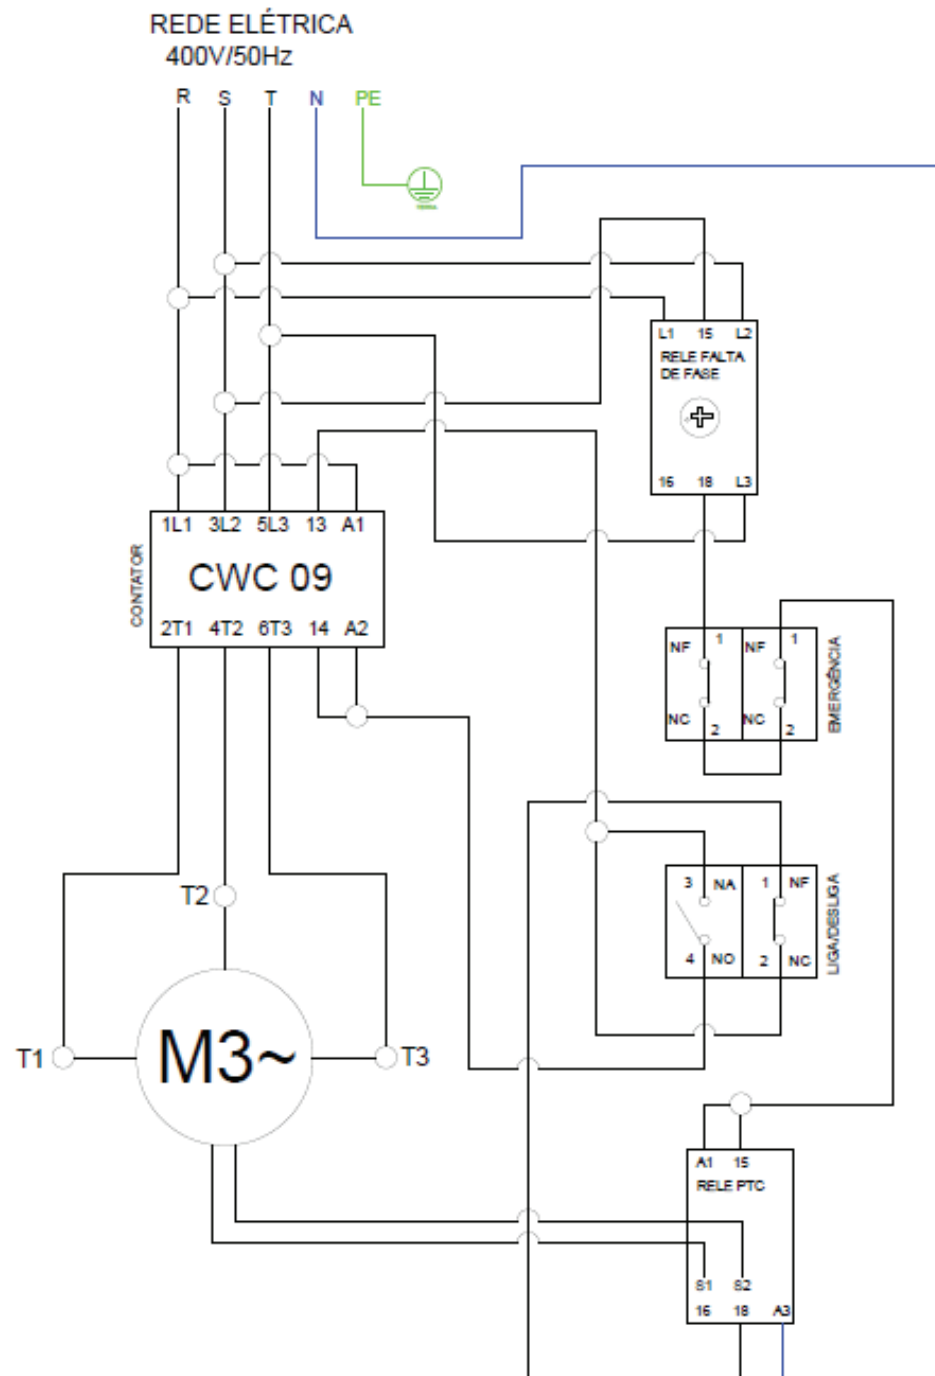 REDE ELÉTRICA
400V/50Hz
R S T N PE
TERRA
L1 15 L2
RELE FALTA
DE FASE
16 18 L3
1L1 3L2 5L3 13 A1
CONTATOR
CWC 09
2T1 4T2 6T3 14 A2
NF 1 NF 1
NC 2 NC 2
EMERGÊNCIA
3 NA 1 NF
4 NO 2 NC
LIGA/DESLIGA
T2
T1
M3~
T3
A1 15
RELE PTC
S1 S2
16 18 A3